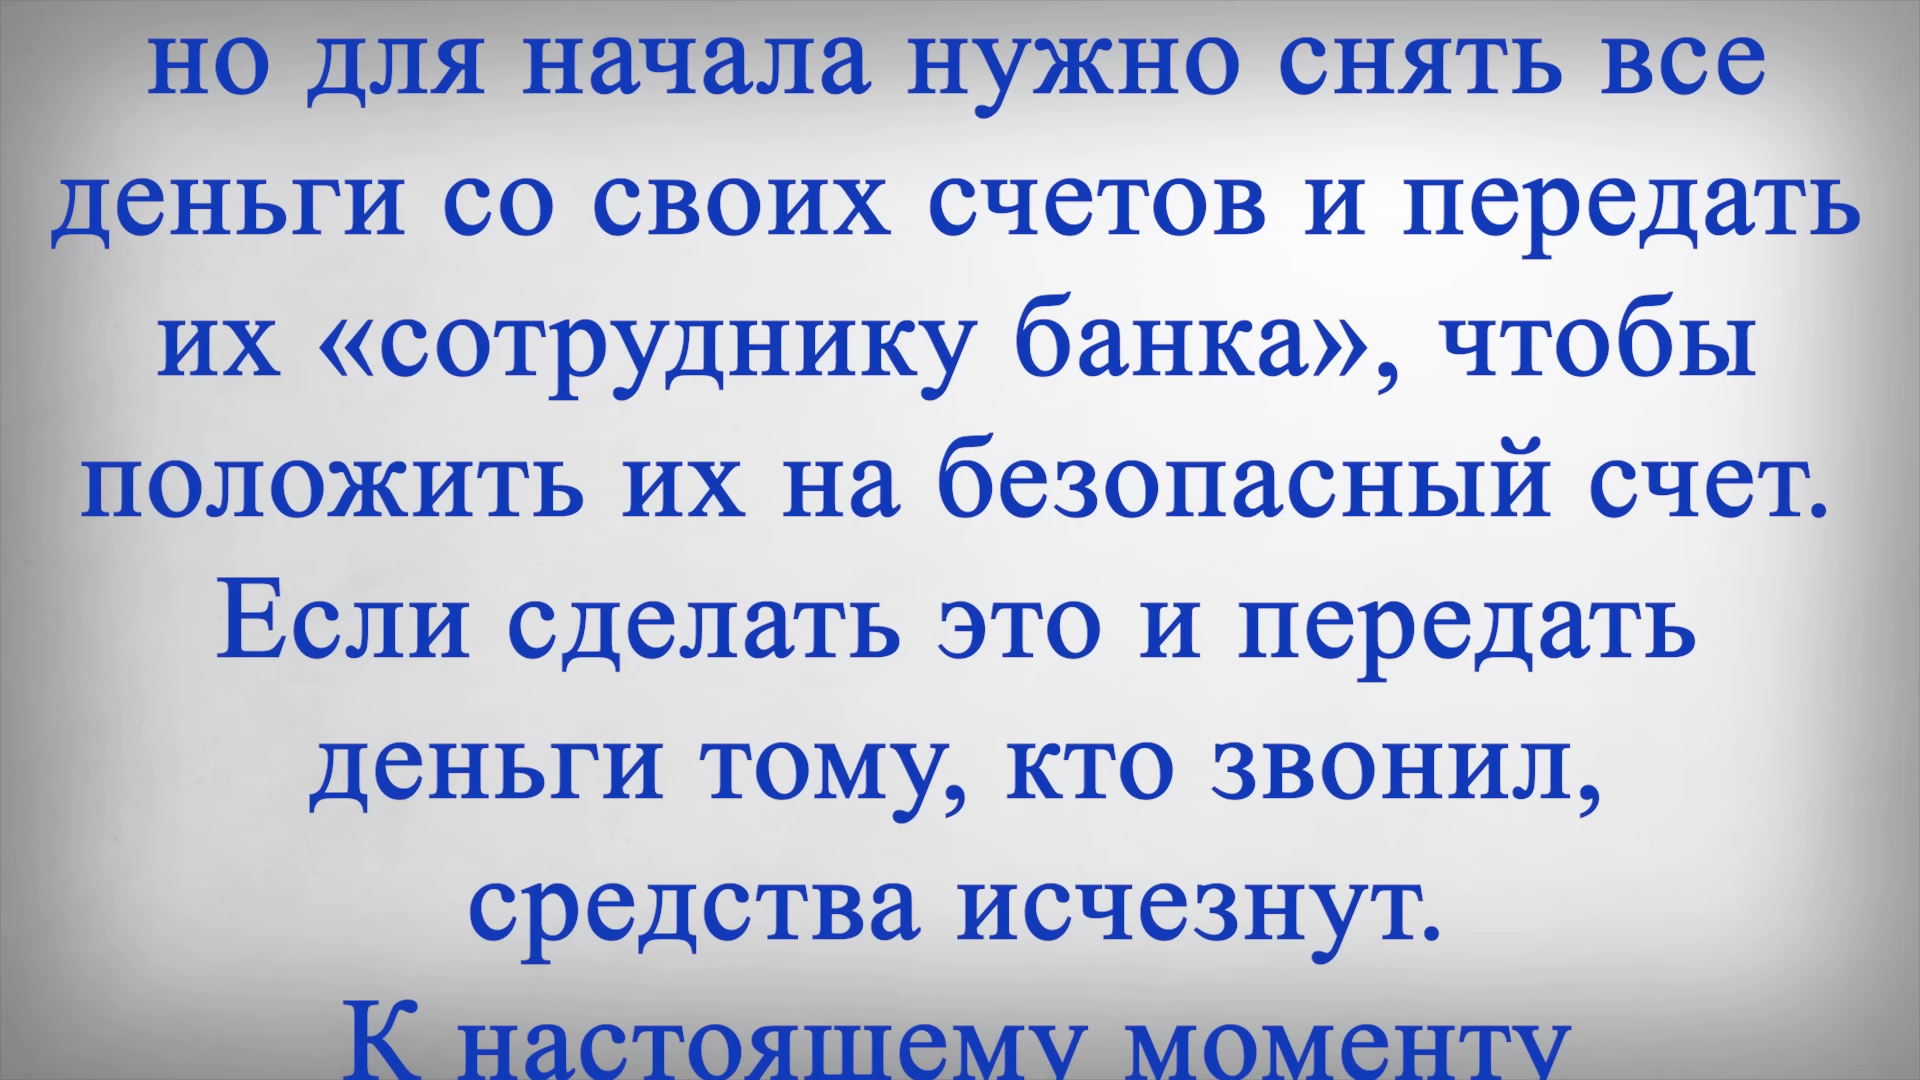 но для начала нужно снять все
деньги со своих счетов и передать
их «сотруднику банка», чтобы
положить их на безопасный счет.
Если сделать это и передать
деньги тому, кто звонил,
средства исчезнут.
К настоящему моменту